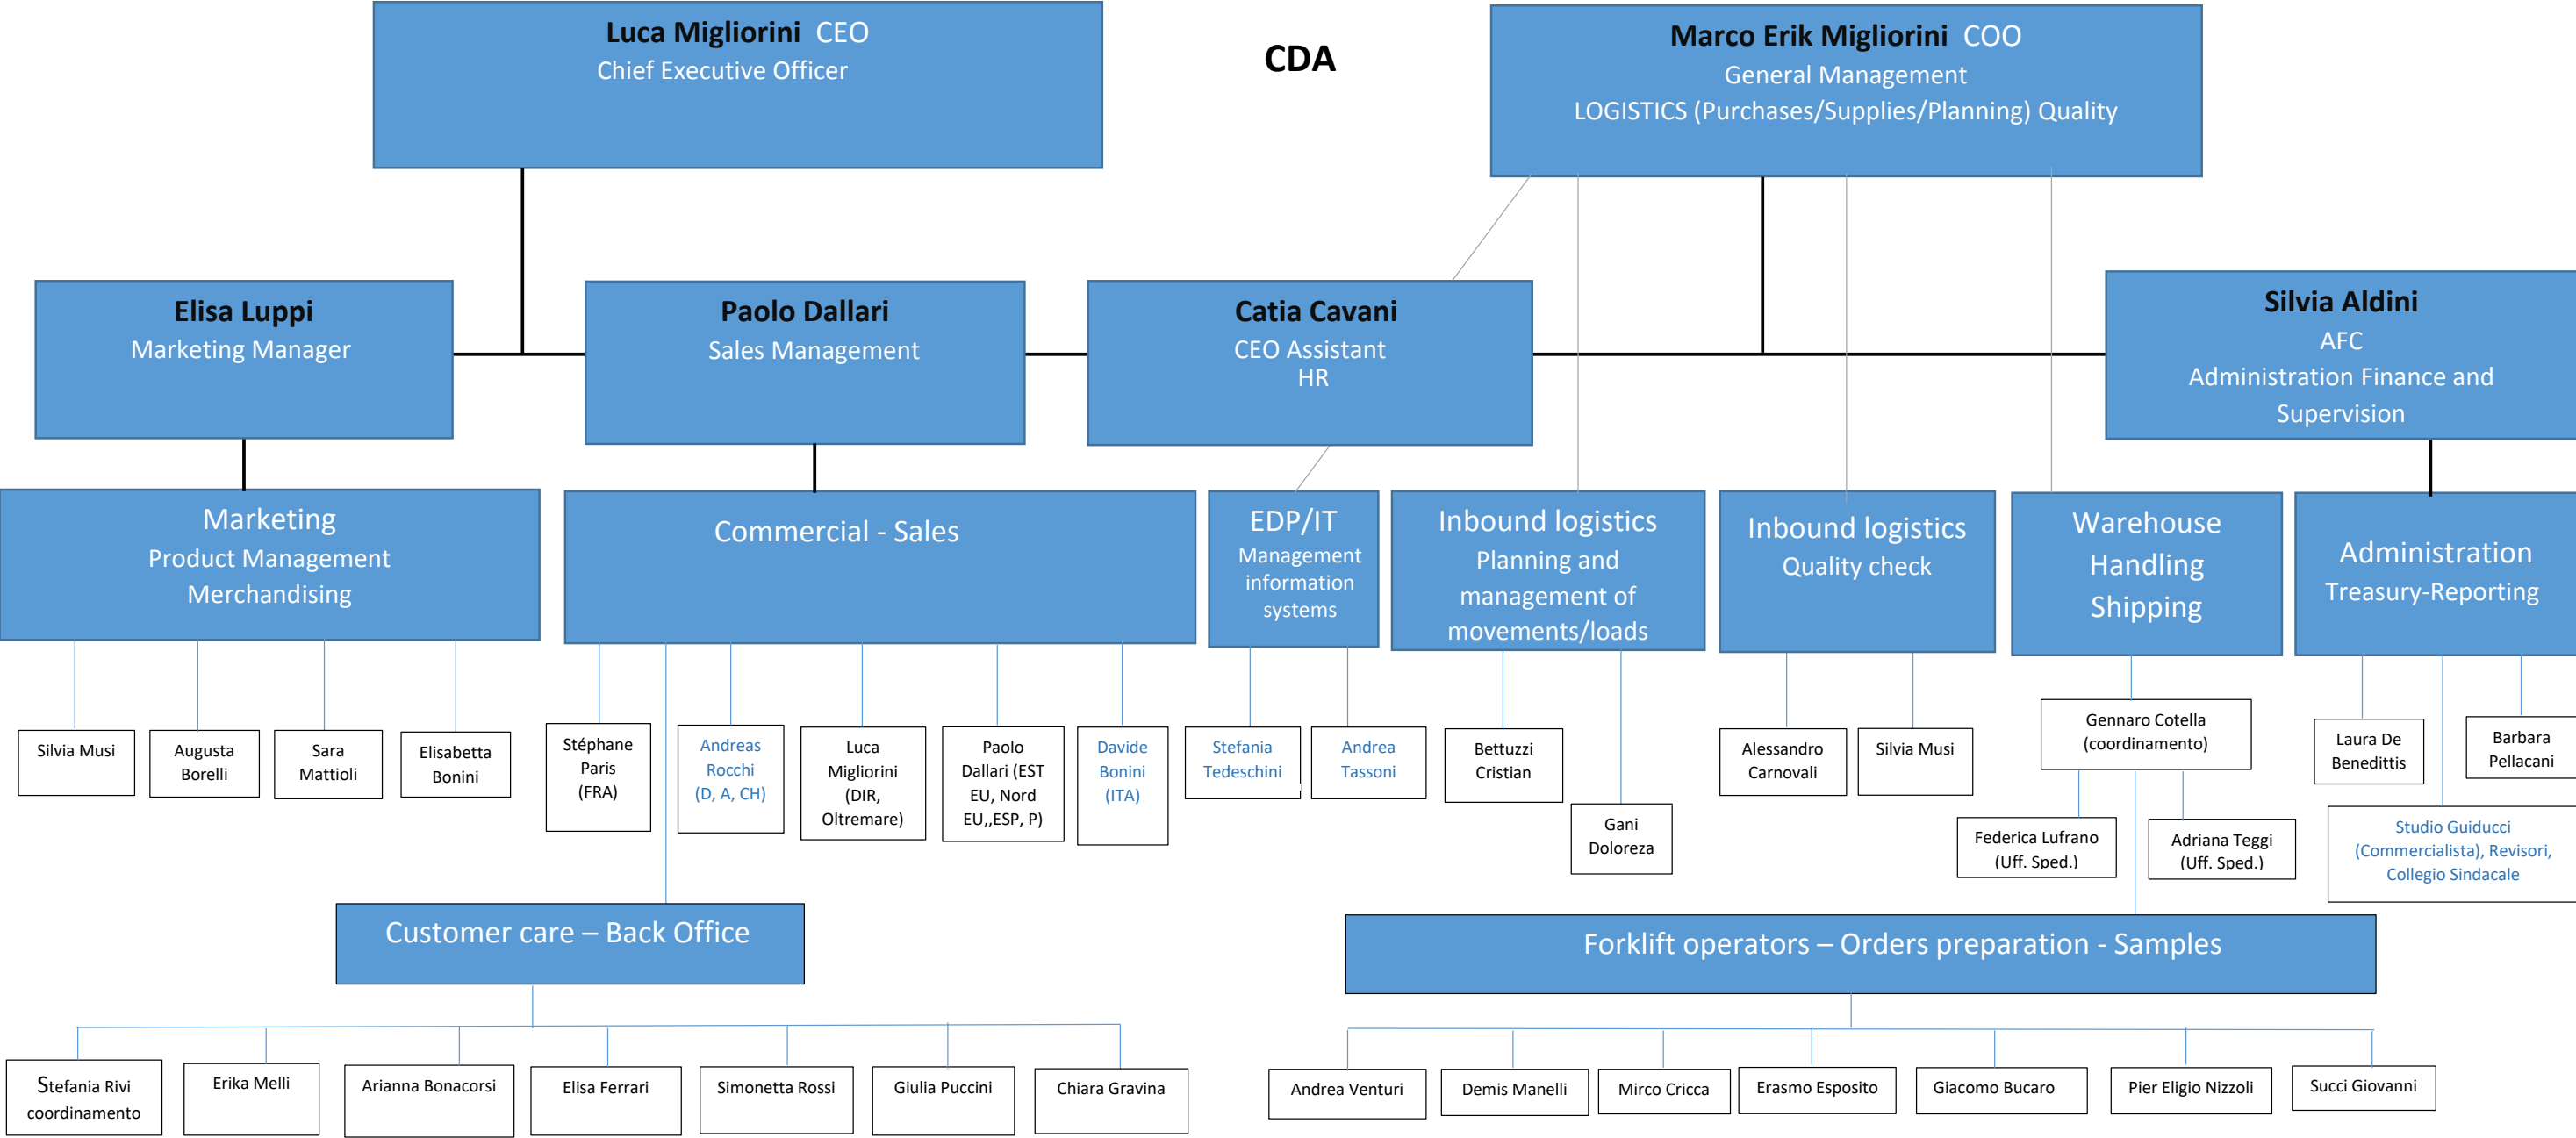 Luca Migliorini CEO
Chief Executive Officer
CDA
Marco Erik Migliorini COO
General Management
LOGISTICS (Purchases/Supplies/Planning) Quality
Elisa Luppi
Marketing Manager
Paolo Dallari
Sales Management
Catia Cavani
CEO Assistant
HR
Silvia Aldini
AFC
Administration Finance and
Supervision
Marketing
Product Management
Merchandising
Commercial - Sales
EDP/IT
Management
information
systems
Inbound logistics
Planning and
management of
movements/loads
Inbound logistics
Quality check
Warehouse
Handling
Shipping
Administration
Treasury-Reporting
Silvia Musi
Augusta
Borelli
Sara
Mattioli
Elisabetta
Bonini
Stéphane
Paris
(FRA)
Andreas
Rocchi
(D, A, CH)
Luca
Migliorini
(DIR,
Oltremare)
Paolo
Dallari (EST
EU, Nord
EU,,ESP, P)
Davide
Bonini
(ITA)
Stefania
Tedeschini
Andrea
Tassoni
Bettuzzi
Cristian
Gani
Doloreza
Alessandro
Carnovali
Silvia Musi
Gennaro Cotella
(coordinamento)
Federica Lufrano
(Uff. Sped.)
Adriana Teggi
(Uff. Sped.)
Laura De
Benedittis
Barbara
Pellacani
Studio Guiducci
(Commercialista), Revisori,
Collegio Sindacale
Customer care – Back Office
Forklift operators – Orders preparation - Samples
Stefania Rivi
coordinamento
Erika Melli
Arianna Bonacorsi
Elisa Ferrari
Simonetta Rossi
Giulia Puccini
Chiara Gravina
Andrea Venturi
Demis Manelli
Mirco Cricca
Erasmo Esposito
Giacomo Bucaro
Pier Eligio Nizzoli
Succi Giovanni